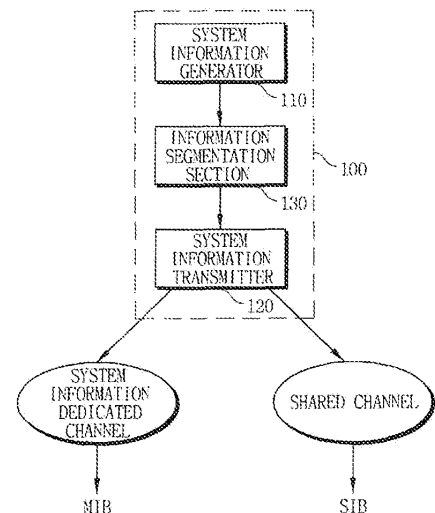 SYSTEM
INFORMATION
GENERATOR
110
INFORMATION
SEGMENTATION
SECTION
100
130
SYSTEM
INFORMATION
TRANSMITTER
120
SYSTEM
INFORMATION
DEDICATED
CHANNEL
SHARED CHANNEL
MIB
SIB